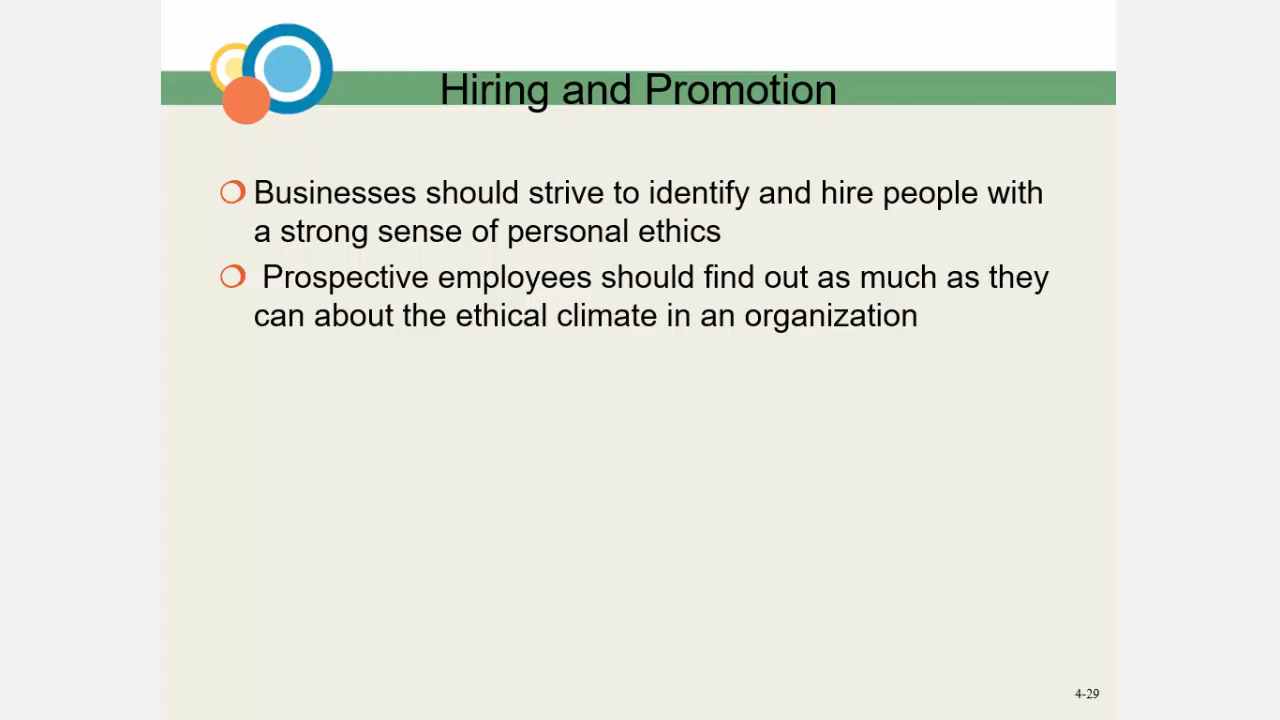 Hiring and Promotion
Businesses should strive to identify and hire people with
a strong sense of personal ethics
Prospective employees should find out as much as they
can about the ethical climate in an organization
4-29